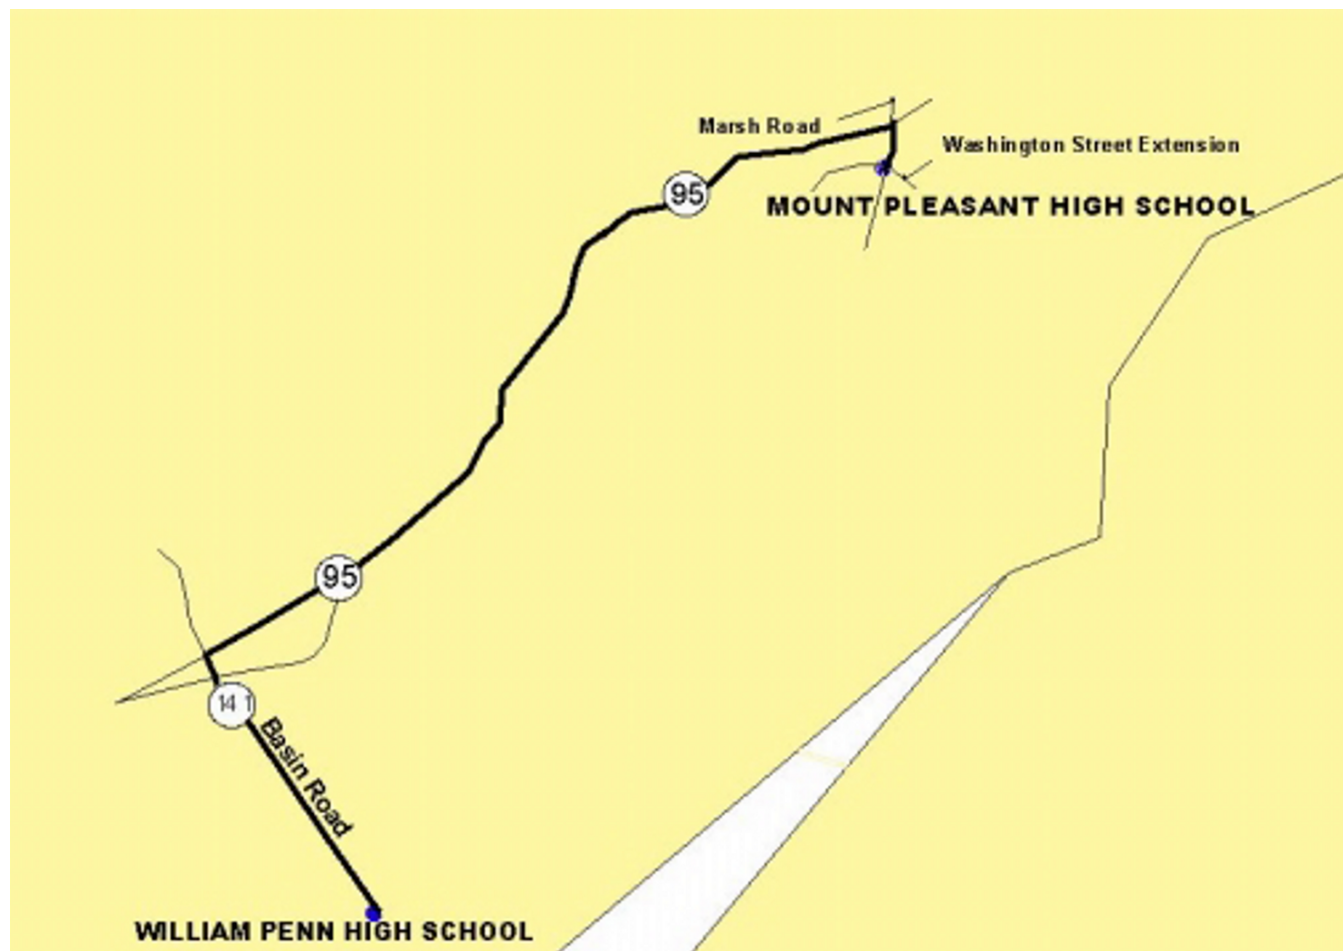 Marsh Road
Washington Street Extension
95
MOUNT PLEASANT HIGH SCHOOL
95
141
Basin Road
WILLIAM PENN HIGH SCHOOL